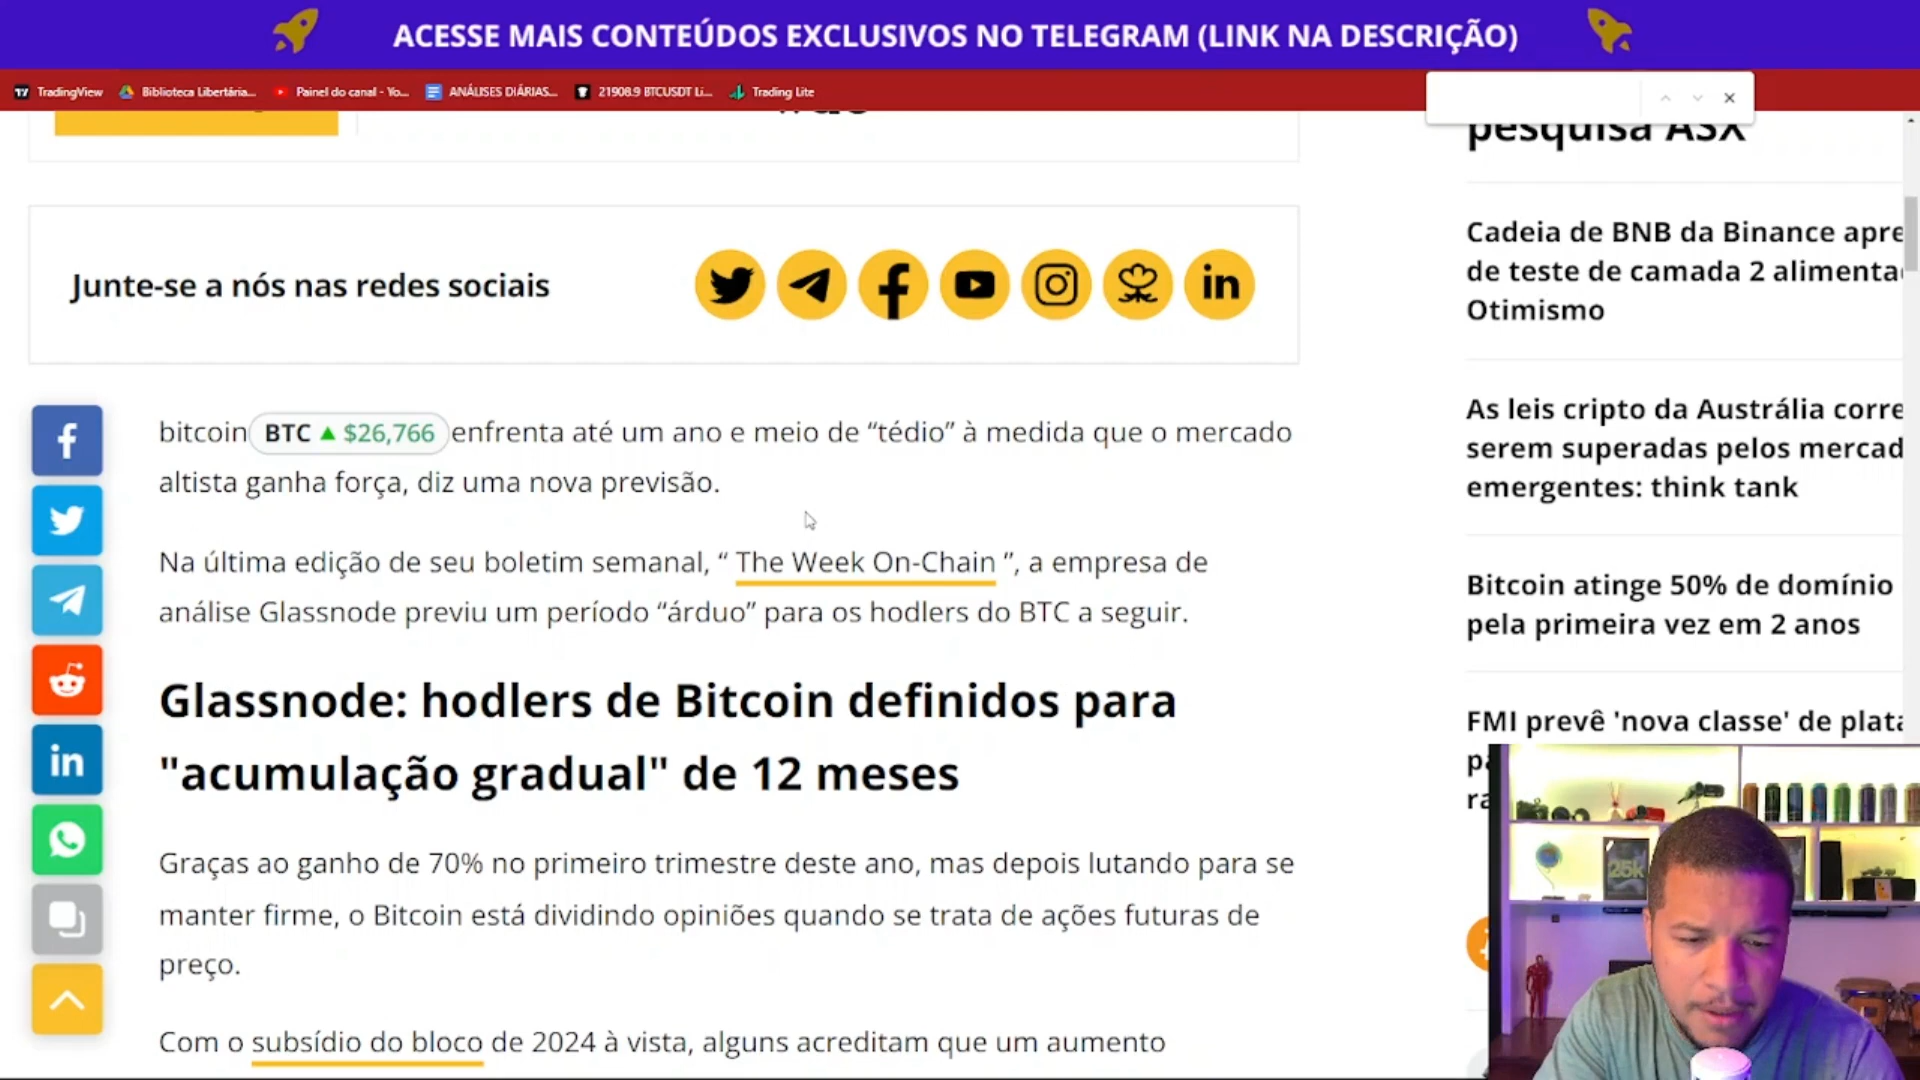 ACESSE MAIS CONTEÚDOS EXCLUSIVOS NO TELEGRAM (LINK NA DESCRIÇÃO)
TradingView
Biblioteca Libertária...
Painel do canal - Yo...
ANÁLISES DIÁRIAS...
21908.9 BTCUSDT Li...
Trading Lite
Junte-se a nós nas redes sociais
bitcoin BTC ▲ $26,766 enfrenta até um ano e meio de “tédio” à medida que o mercado
altista ganha força, diz uma nova previsão.
Na última edição de seu boletim semanal, “ The Week On-Chain ”, a empresa de
análise Glassnode previu um período “árduo” para os hodlers do BTC a seguir.
Glassnode: hodlers de Bitcoin definidos para
"acumulação gradual" de 12 meses
Graças ao ganho de 70% no primeiro trimestre deste ano, mas depois lutando para se
manter firme, o Bitcoin está dividindo opiniões quando se trata de ações futuras de
preço.
Com o subsídio do bloco de 2024 à vista, alguns acreditam que um aumento
pesquisa ASX
Cadeia de BNB da Binance apre
de teste de camada 2 alimenta
Otimismo
As leis cripto da Austrália corre
serem superadas pelos mercad
emergentes: think tank
Bitcoin atinge 50% de domínio
pela primeira vez em 2 anos
FMI prevê 'nova classe' de plata
25k